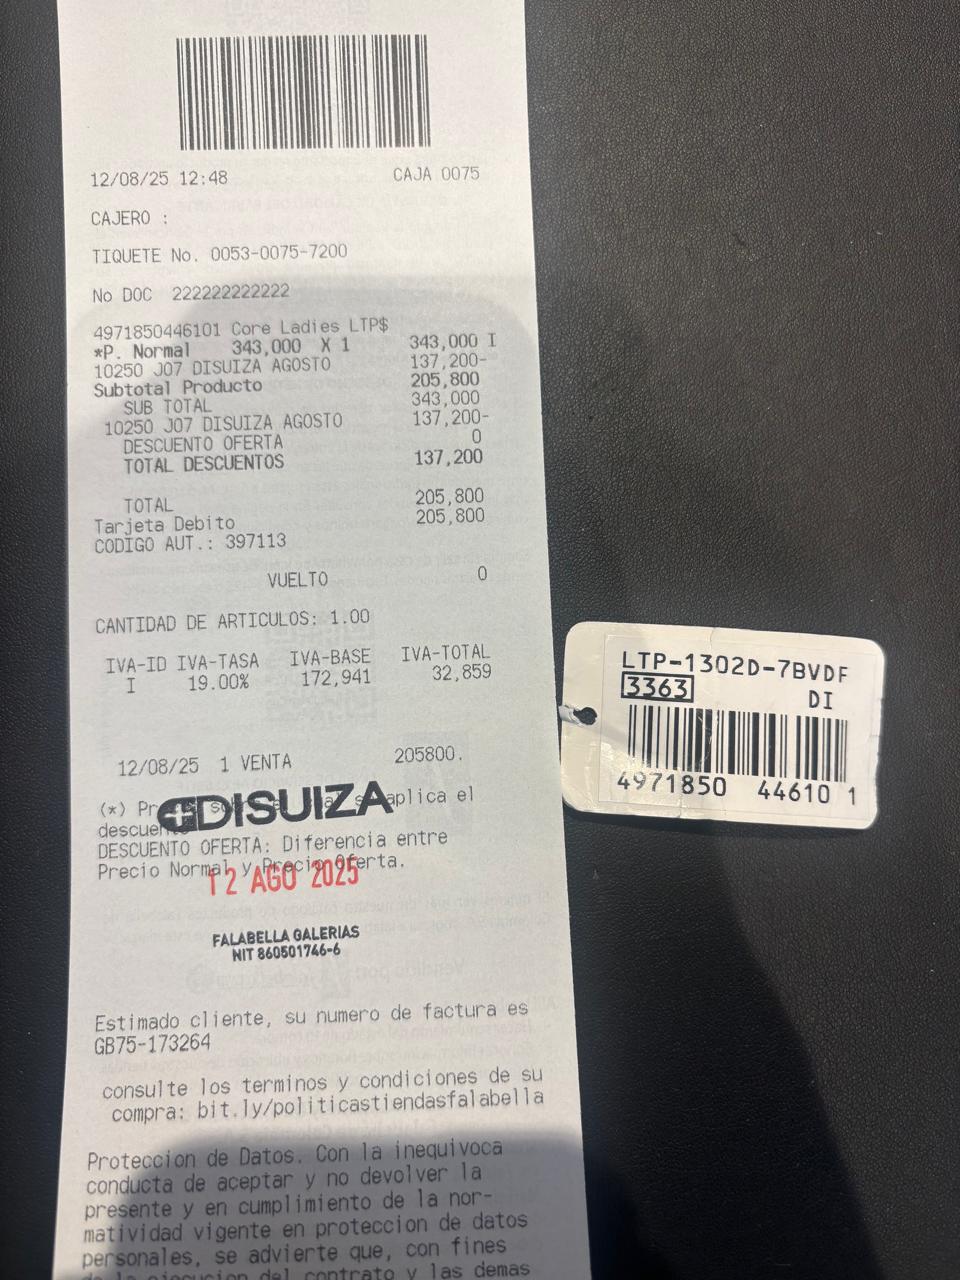 12/08/25 12:48 CAJA 0075
CAJERO :
TIQUETE No. 0053-0075-7200
No DOC 222222222222
4971850446101 Core Ladies LTP$
*P. Normal 343,000 X 1 343,000 I
10250 J07 DISUIZA AGOSTO 137,200-
Subtotal Producto 205,800
SUB TOTAL 343,000
10250 J07 DISUIZA AGOSTO 137,200-
DESCUENTO OFERTA 0
TOTAL DESCUENTOS 137,200
TOTAL 205,800
Tarjeta Debito 205,800
CODIGO AUT.: 397113
VUELTO 0
CANTIDAD DE ARTICULOS: 1.00
IVA-ID IVA-TASA IVA-BASE IVA-TOTAL
I 19.00% 172,941 32,859
12/08/25 1 VENTA 205800.
(*) aplica el
DISUIZA
DESCUENTO OFERTA: Diferencia entre
Precio Normal y Precio Oferta.
12 AGO 2025
FALABELLA GALERIAS
NIT 860501746-6
Estimado cliente, su numero de factura es
GB75-173264
consulte los terminos y condiciones de su
compra: bit.ly/politicastiendasfalabella
Proteccion de Datos. Con la inequivoca
conducta de aceptar y no devolver la
presente y en cumplimiento de la nor-
matividad vigente en proteccion de datos
personales, se advierte que, con fines
de la ejecucion del contrato y las demas
LTP-1302D-7BVDF
3363 DI
4971850 44610 1